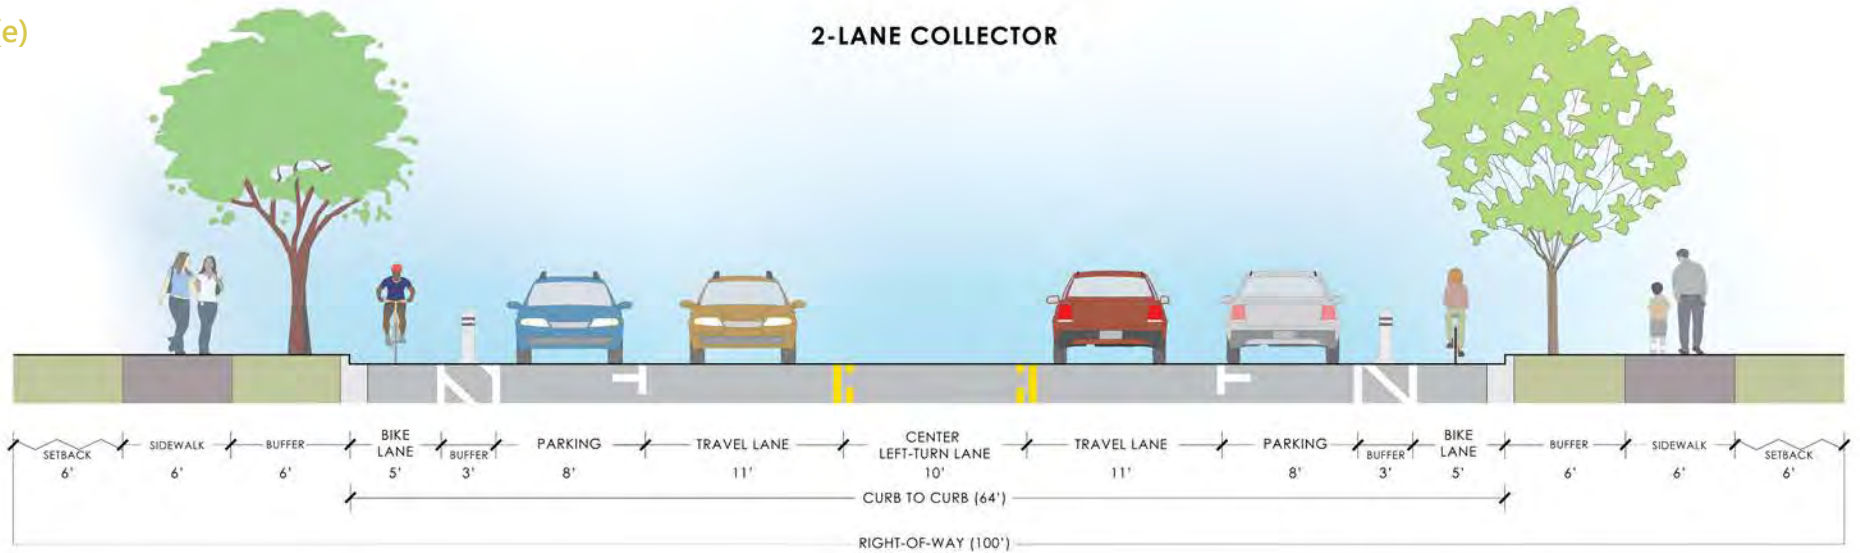 e)
2-LANE COLLECTOR
SETBACK
6'
SIDEWALK
6'
BUFFER
6'
BIKE
LANE
5'
BUFFER
3'
PARKING
8'
TRAVEL LANE
11'
CENTER
LEFT-TURN LANE
10'
TRAVEL LANE
11'
PARKING
8'
BUFFER
3'
BIKE
LANE
5'
BUFFER
6'
SIDEWALK
6'
SETBACK
6'
CURB TO CURB (64')
RIGHT-OF-WAY (100')